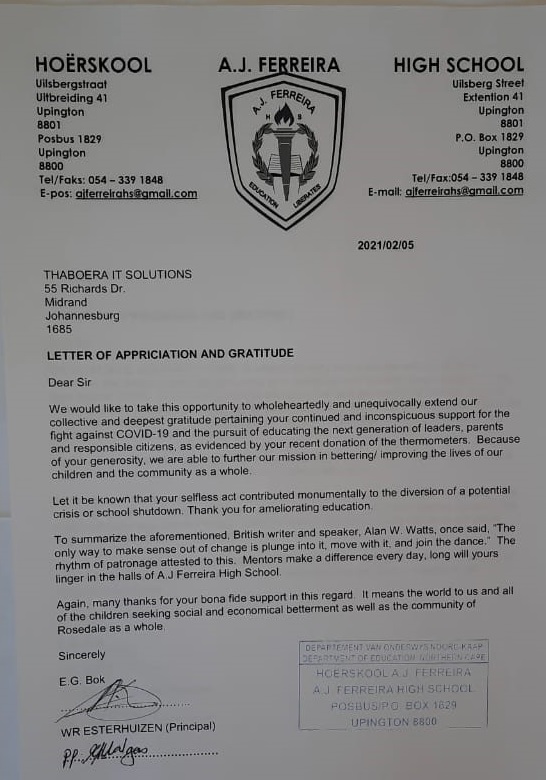 HOËRSKOOL A.J. FERREIRA HIGH SCHOOL
Uilsbergstraat
Uitbreiding 41
Upington
8801
Posbus 1829
Upington
8800
Tel/Faks: 054 – 339 1848
E-pos: ajferreirahs@gmail.com
A.J. FERREIRA
H S
EDUCATION LIBERATES
Uilsberg Street
Extention 41
Upington
8801
P.O. Box 1829
Upington
8800
Tel/Fax:054 – 339 1848
E-mail: ajferreirahs@gmail.com
2021/02/05
THABOERA IT SOLUTIONS
55 Richards Dr.
Midrand
Johannesburg
1685
LETTER OF APPRICIATION AND GRATITUDE
Dear Sir
We would like to take this opportunity to wholeheartedly and unequivocally extend our
collective and deepest gratitude pertaining your continued and inconspicuous support for the
fight against COVID-19 and the pursuit of educating the next generation of leaders, parents
and responsible citizens, as evidenced by your recent donation of the thermometers. Because
of your generosity, we are able to further our mission in bettering/ improving the lives of our
children and the community as a whole.
Let it be known that your selfless act contributed monumentally to the diversion of a potential
crisis or school shutdown. Thank you for ameliorating education.
To summarize the aforementioned, British writer and speaker, Alan W. Watts, once said, "The
only way to make sense out of change is plunge into it, move with it, and join the dance." The
rhythm of patronage attested to this. Mentors make a difference every day, long will yours
linger in the halls of A.J Ferreira High School.
Again, many thanks for your bona fide support in this regard. It means the world to us and all
of the children seeking social and economical betterment as well as the community of
Rosedale as a whole.
Sincerely
E.G. Bok
WR ESTERHUIZEN (Principal)
pp.
DEPARTEMENT VAN ONDERWYS NOORD-KAAP
DEPARTMENT OF EDUCATION NORTHERN CAPE
HOERSKOOL A.J. FERREIRA
A.J. FERREIRA HIGH SCHOOL
POSBUS/P.O. BOX 1829
UPINGTON 8800